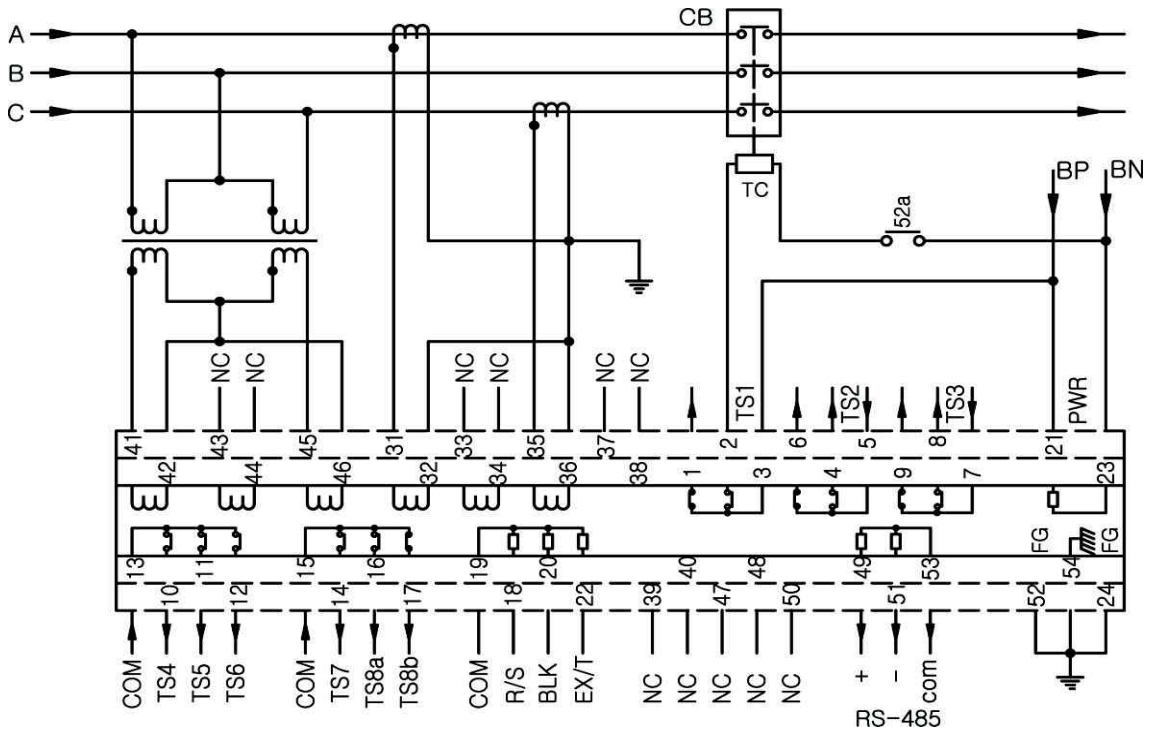 A
CB
B
C
TC
BP
BN
52a
NC
NC
NC
NC
NC
NC
TS1
TS2
TS3
PWR
41
43
45
31
33
35
37
2
6
5
8
21
42
44
46
32
34
36
38
1
3
4
9
7
23
FG
FG
13
11
15
16
19
20
40
48
49
53
54
10
12
14
17
18
22
39
47
50
51
52
24
COM
TS4
TS5
TS6
COM
TS7
TS8a
TS8b
COM
R/S
BLK
EX/T
NC
NC
NC
NC
NC
+
-
com
RS-485